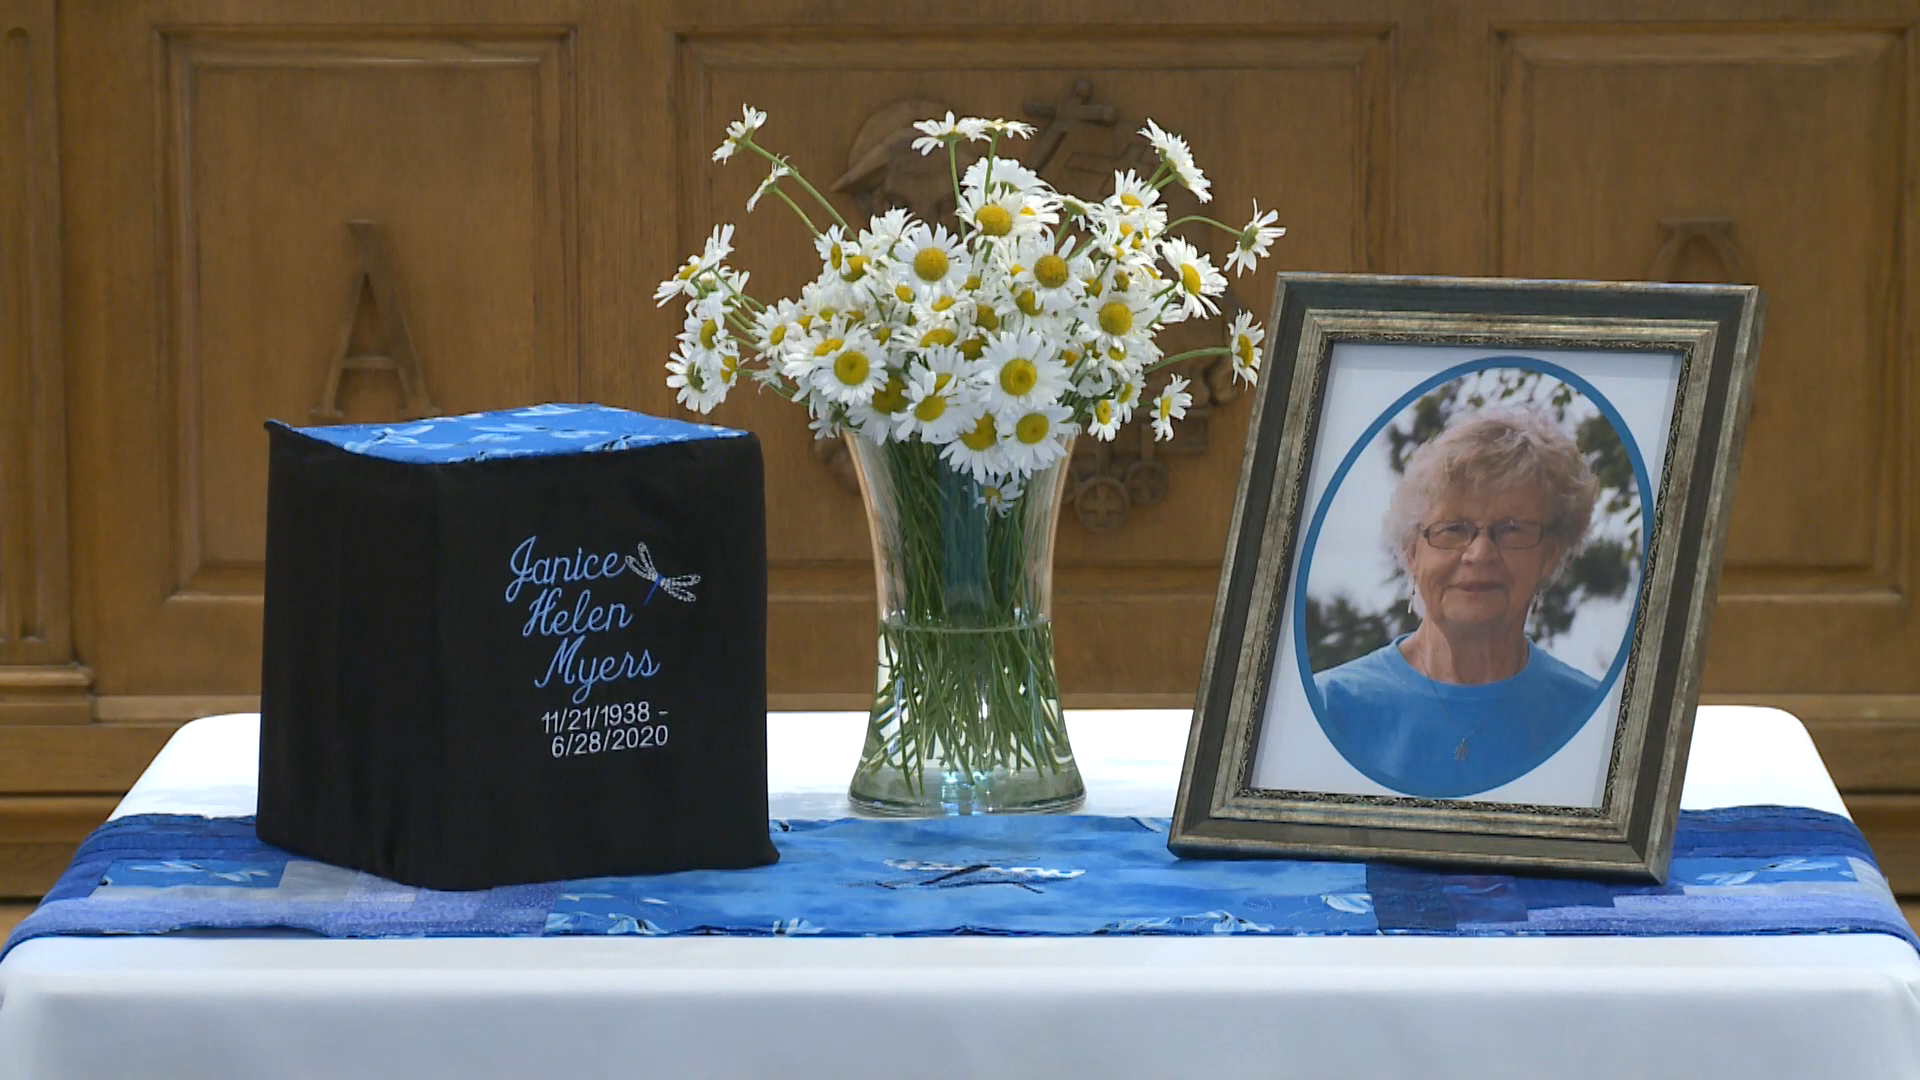 A
Ω
Janice
Helen
Myers
11/21/1938 -
6/28/2020